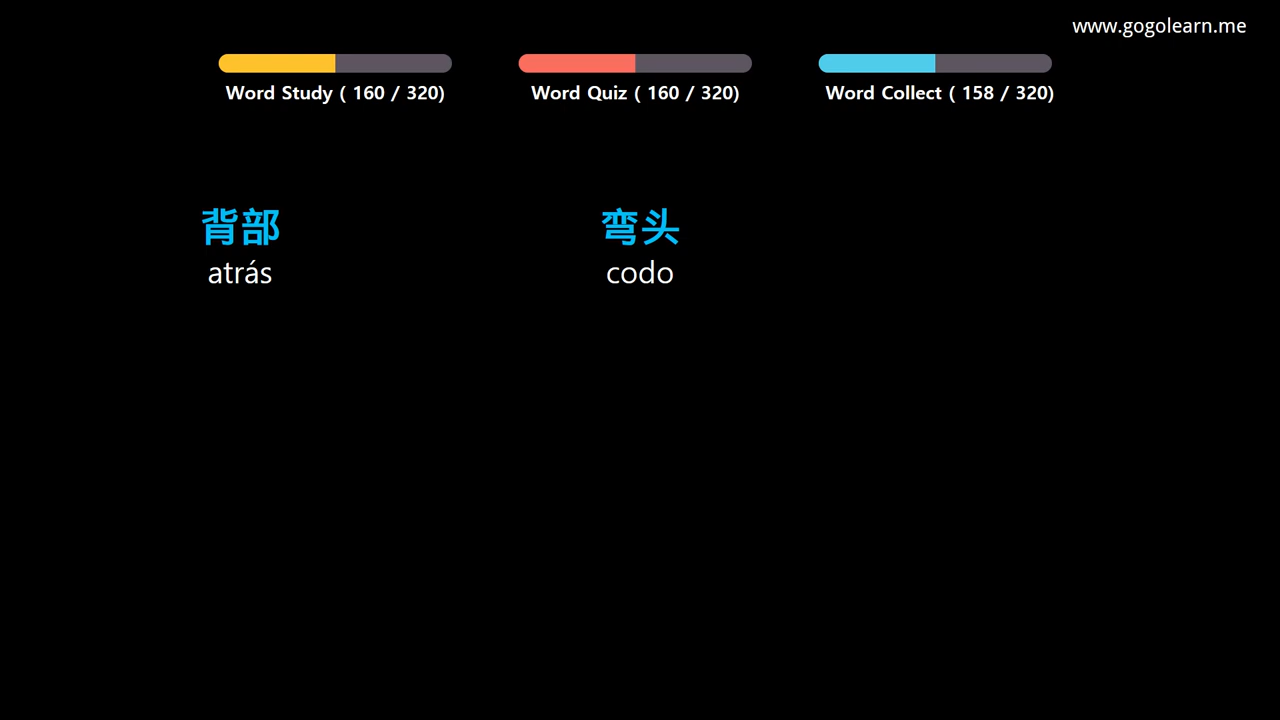 www.gogolearn.me
Word Study ( 160 / 320)
Word Quiz ( 160 / 320)
Word Collect ( 158 / 320)
背部
atrás
弯头
codo